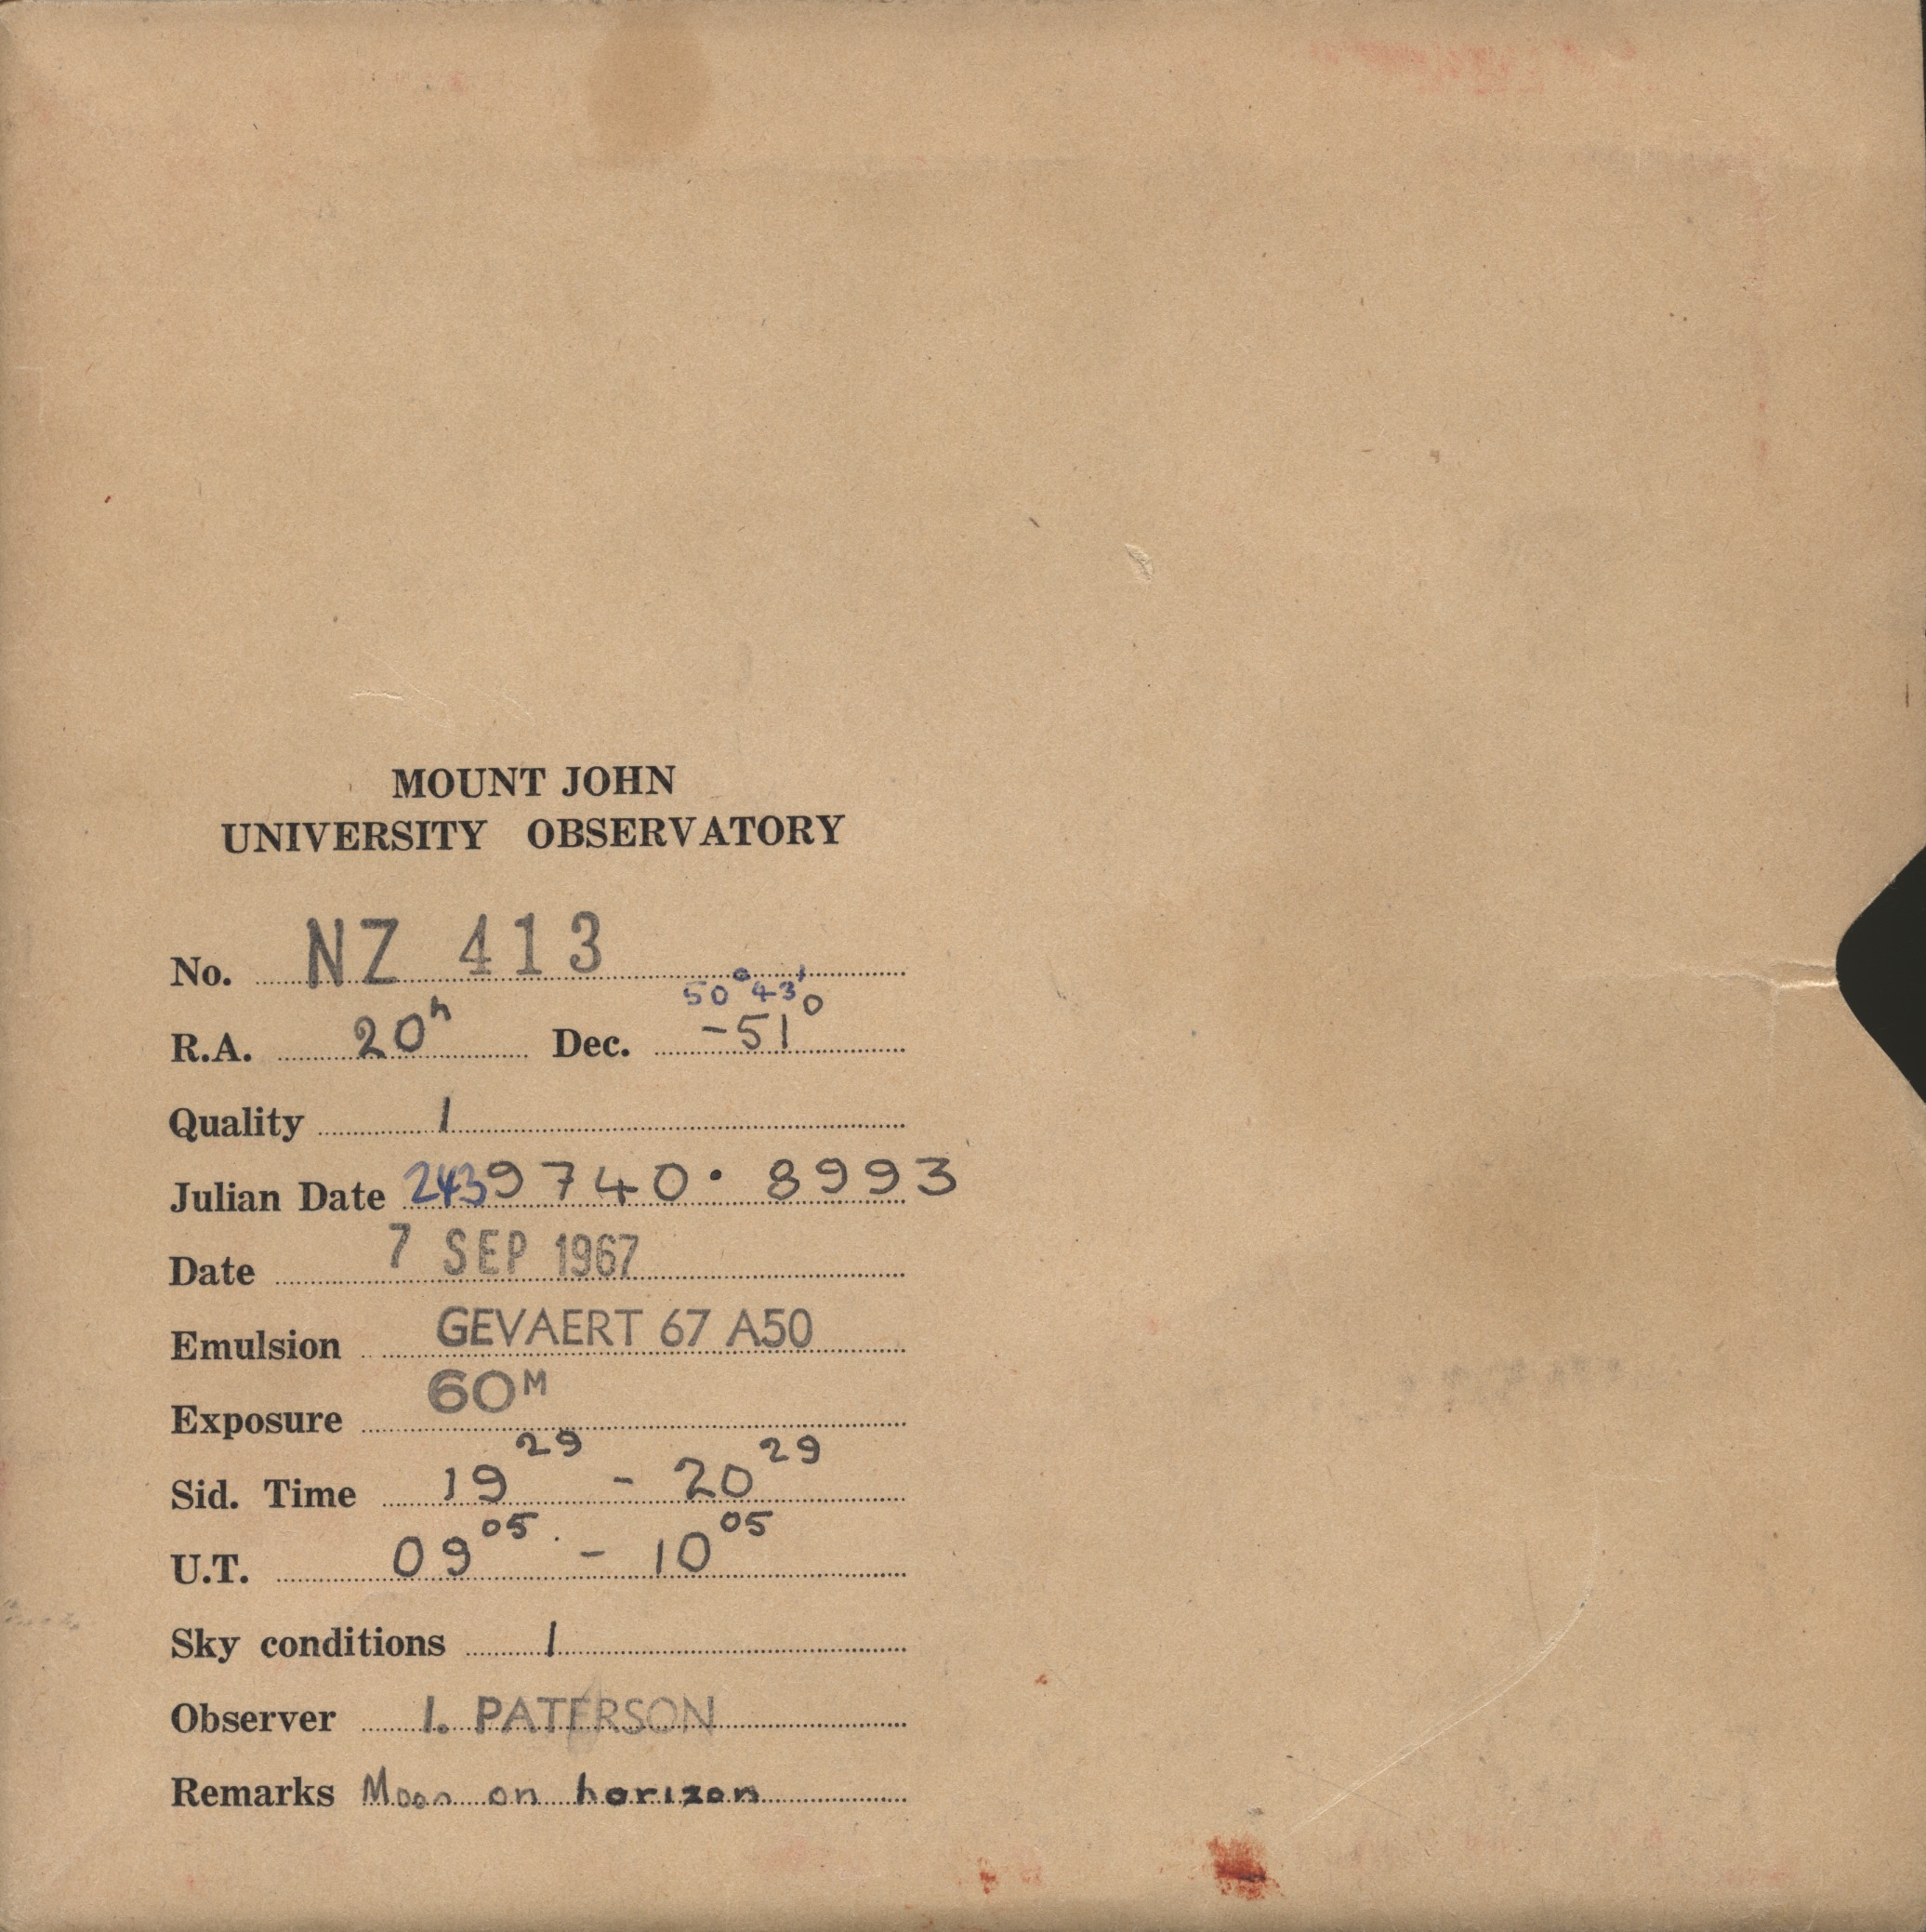 MOUNT JOHN
UNIVERSITY OBSERVATORY
No. NZ 413
50°43'
R.A. 20h Dec. -51°
Quality 1
Julian Date 2439740.8993
Date 7 SEP 1967
Emulsion GEVAERT 67 A50
Exposure 60M
Sid. Time 19 29 - 20 29
U.T. 09 05 - 10 05
Sky conditions 1
Observer I. PATERSON
Remarks Moon on horizon